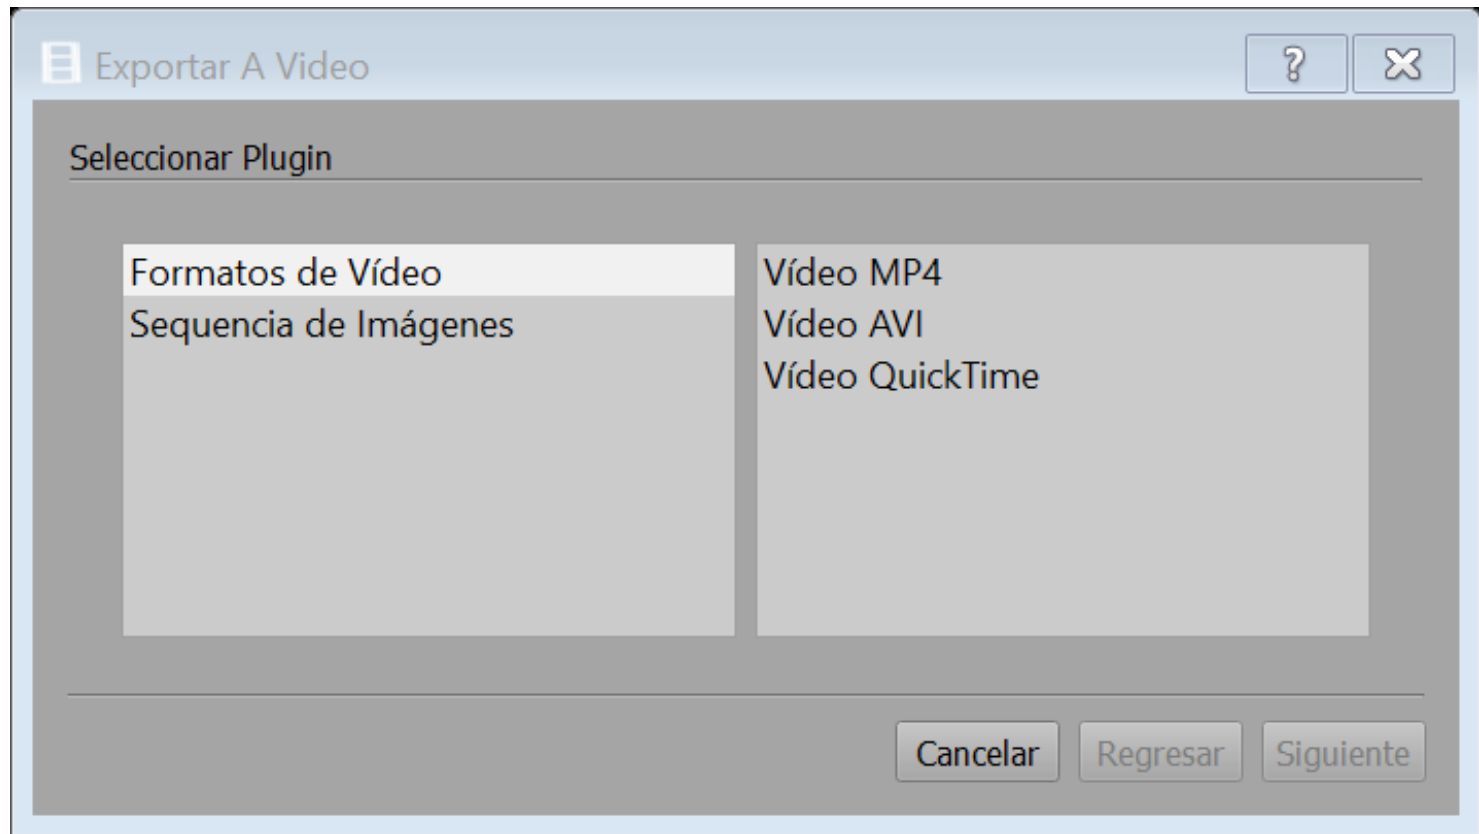 Exportar A Video
Seleccionar Plugin
Formatos de Vídeo
Sequencia de Imágenes
Vídeo MP4
Vídeo AVI
Vídeo QuickTime
Cancelar
Regresar
Siguiente